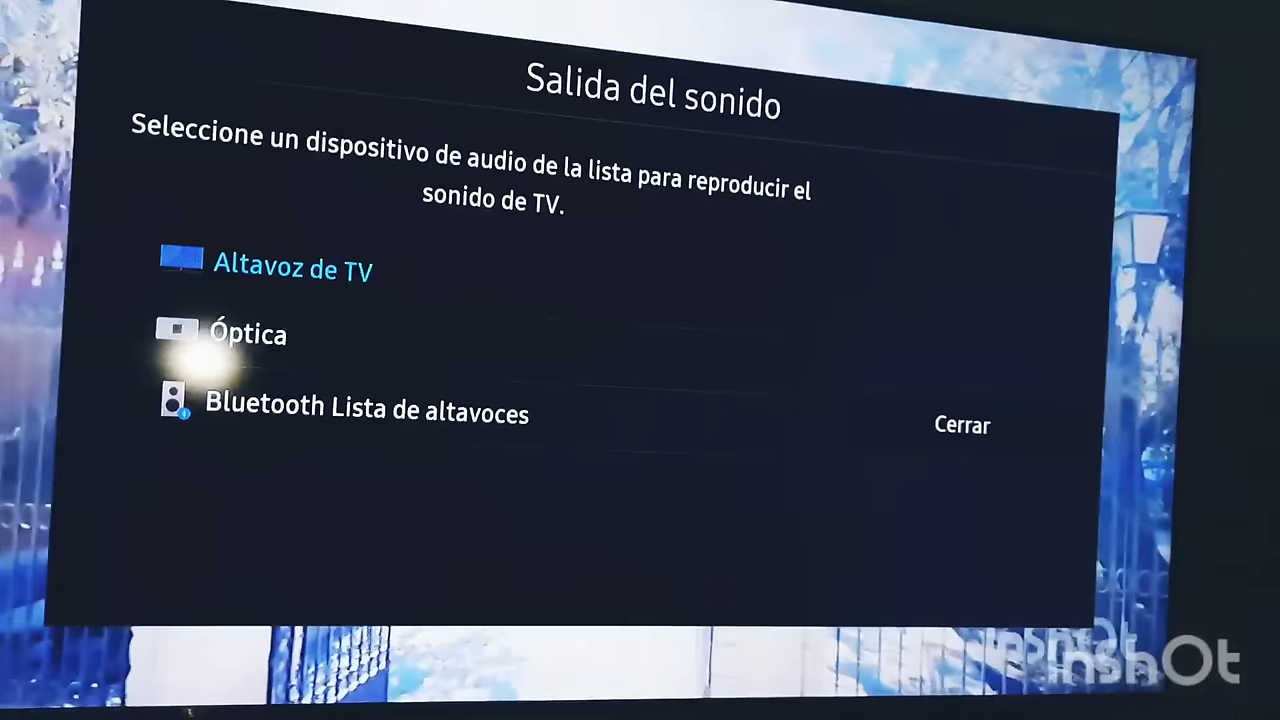 Salida del sonido
Seleccione un dispositivo de audio de la lista para reproducir el
sonido de TV.
Altavoz de TV
Óptica
Bluetooth Lista de altavoces
Cerrar
InShOt